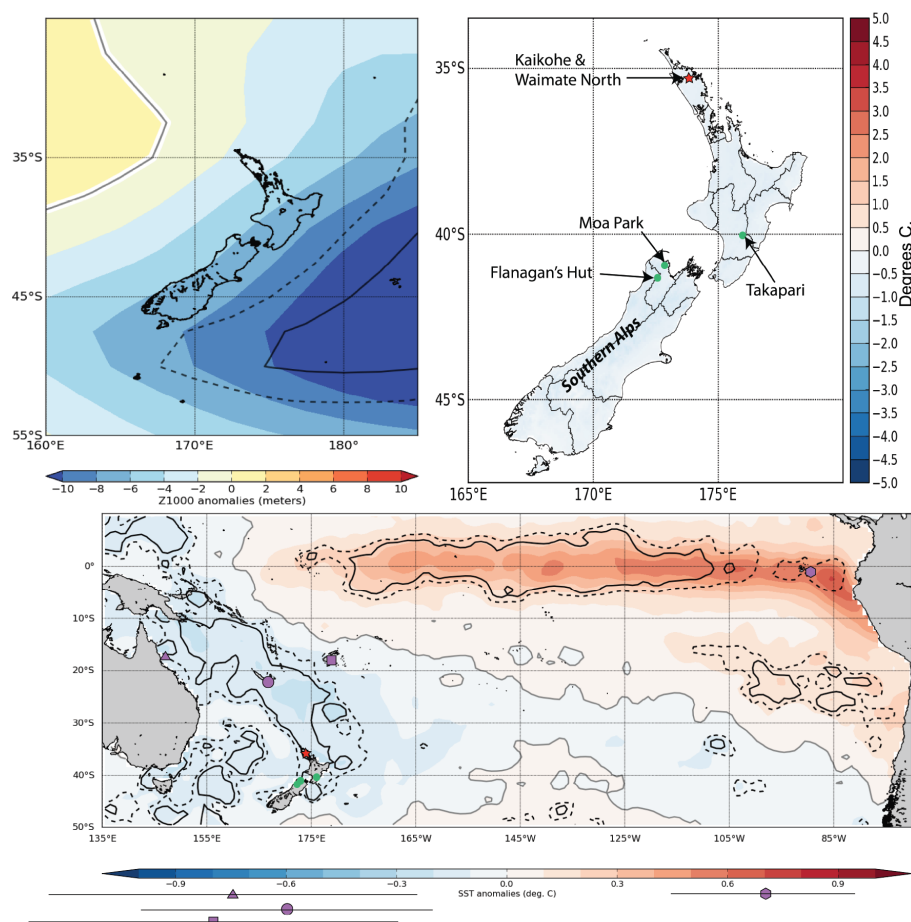 35°S
45°S
55°S
160°E
170°E
180°
−10
−8
−6
−4
−2
0
2
4
6
8
10
Z1000 anomalies (meters)
Kaikohe &
Waimate North
Moa Park
Flanagan's Hut
Takapari
Southern Alps
35°S
40°S
45°S
165°E
170°E
175°E
5.0
4.5
4.0
3.5
3.0
2.5
2.0
1.5
1.0
0.5
0.0
−0.5
−1.0
−1.5
−2.0
−2.5
−3.0
−3.5
−4.0
−4.5
−5.0
Degrees C.
0°
10°S
20°S
30°S
40°S
50°S
135°E
155°E
175°E
165°W
145°W
125°W
105°W
85°W
−0.9
−0.6
−0.3
0.0
0.3
0.6
0.9
SST anomalies (deg. C)